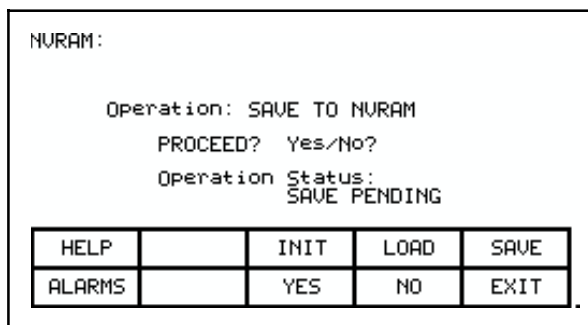 NVRAM:
Operation: SAVE TO NVRAM
PROCEED? Yes/No?
Operation Status:
SAVE PENDING
HELP INIT LOAD SAVE
ALARMS YES NO EXIT
.